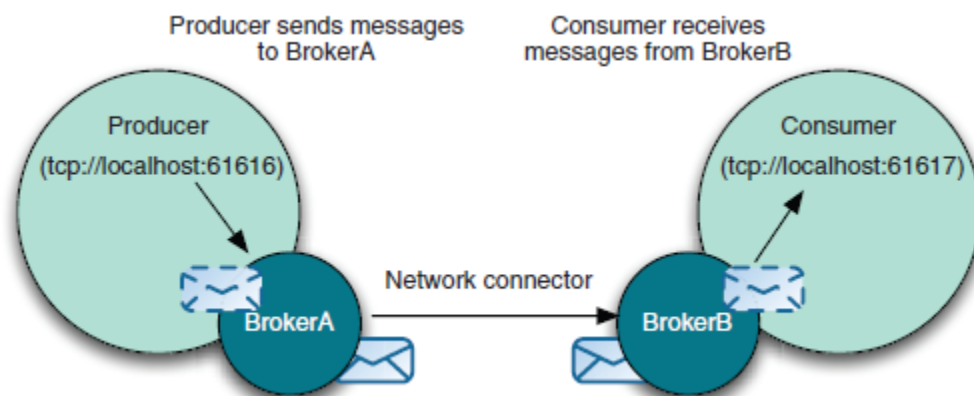 Producer sends messages
to BrokerA
Consumer receives
messages from BrokerB
Producer
(tcp://localhost:61616)
Consumer
(tcp://localhost:61617)
Network connector
BrokerA
BrokerB